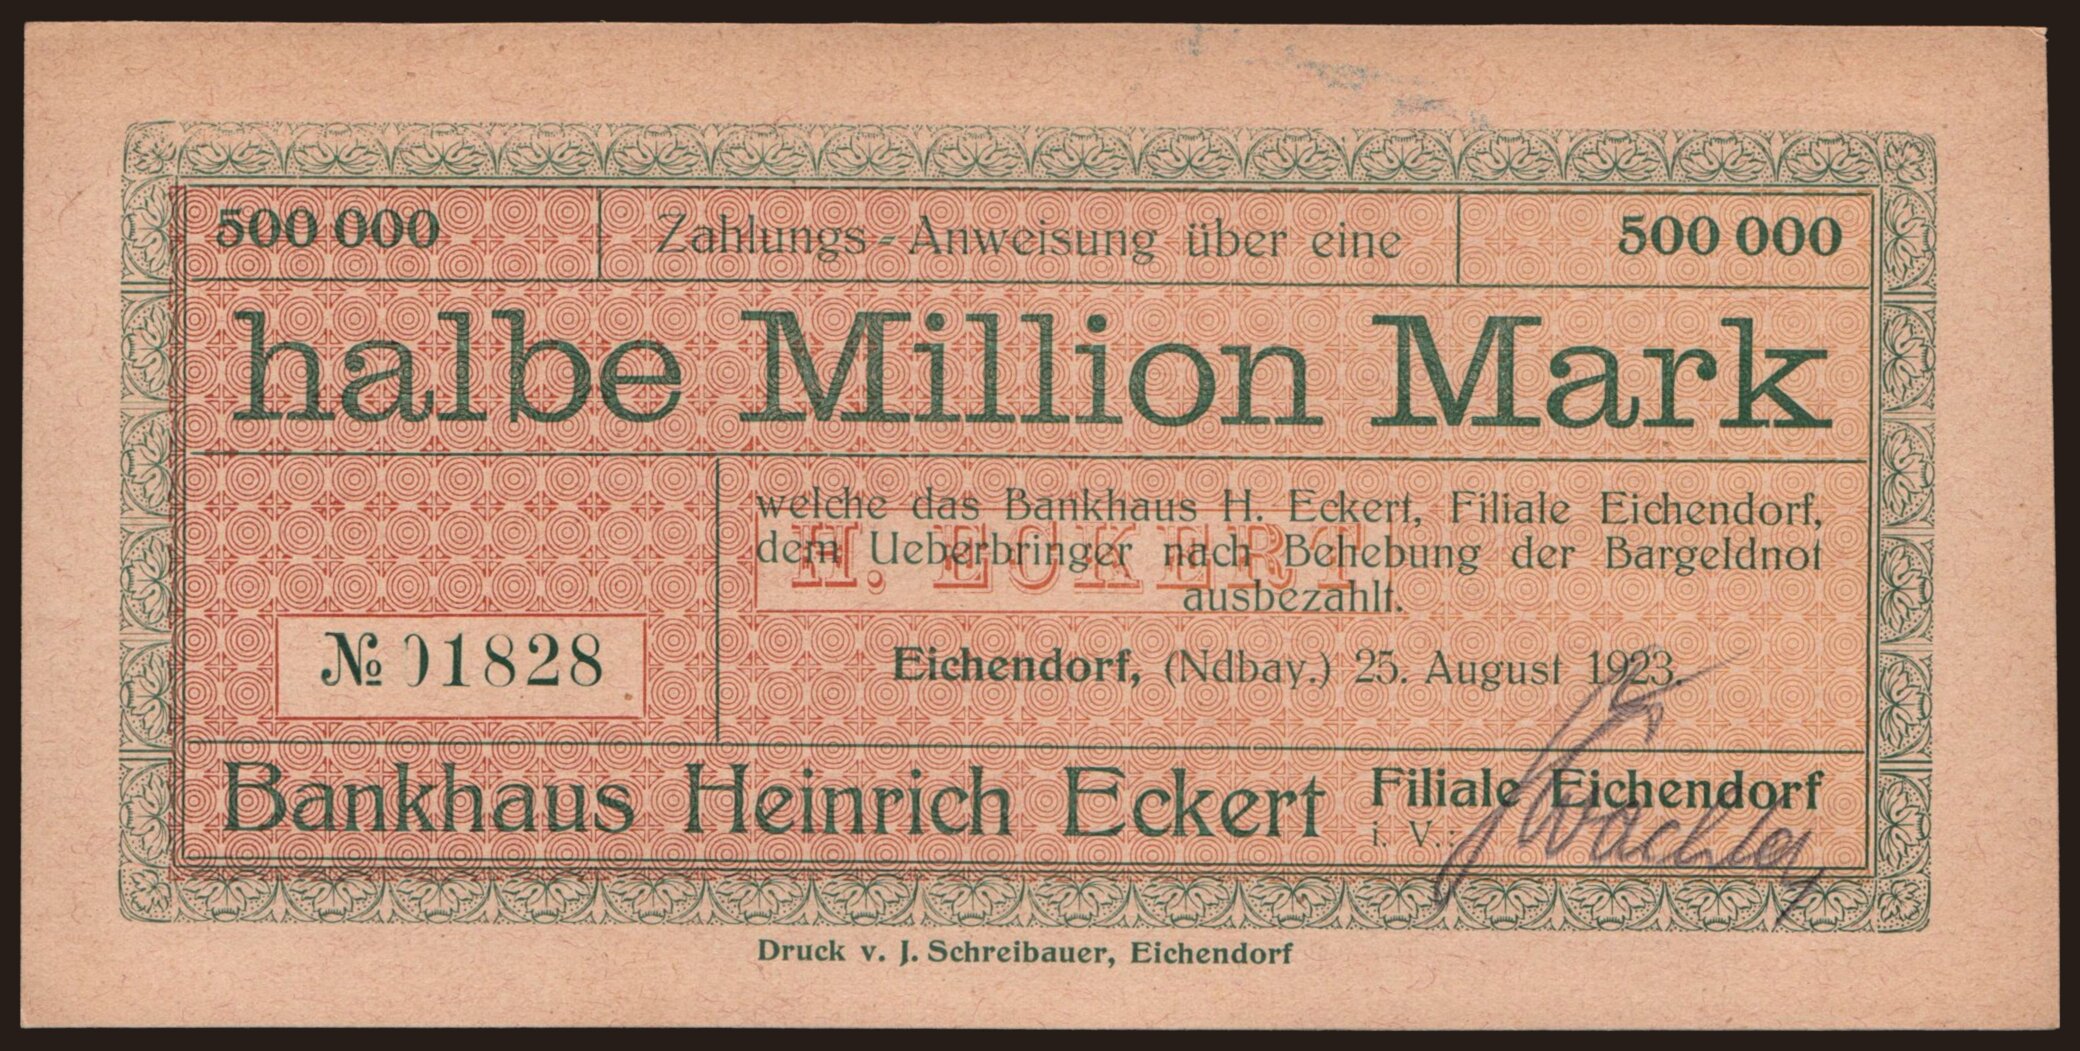 500 000 Zahlungs-Anweisung über eine 500 000
halbe Million Mark
welche das Bankhaus H. Eckert, Filiale Eichendorf,
dem Ueberbringer nach Behebung der Bargeldnot
ausbezahlt.
H. ECKERT
№ 01828
Eichendorf, (Ndbay.) 25. August 1923.
Bankhaus Heinrich Eckert Filiale Eichendorf
i. V.:
Druck v. J. Schreibauer, Eichendorf